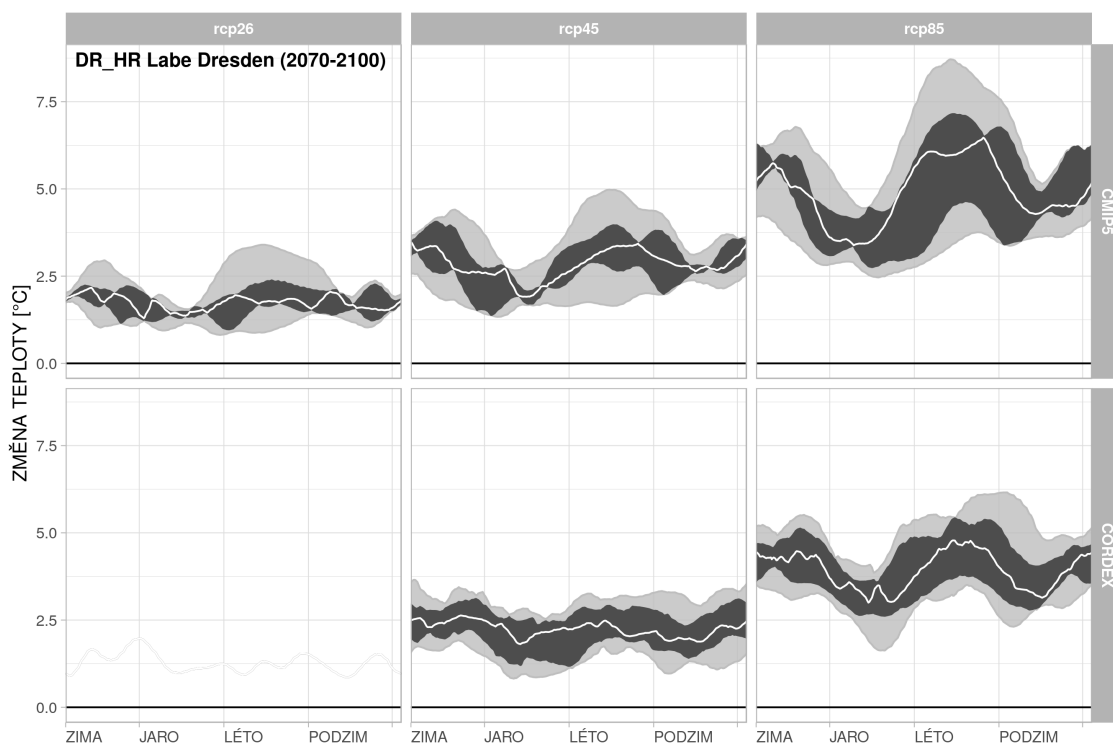 rcp26 rcp45 rcp85
DR_HR Labe Dresden (2070-2100)
ZMĚNA TEPLOTY [°C]
7.5
5.0
2.5
0.0
CMIP5
7.5
5.0
2.5
0.0
CORDEX
ZIMA JARO LÉTO PODZIM ZIMA JARO LÉTO PODZIM ZIMA JARO LÉTO PODZIM